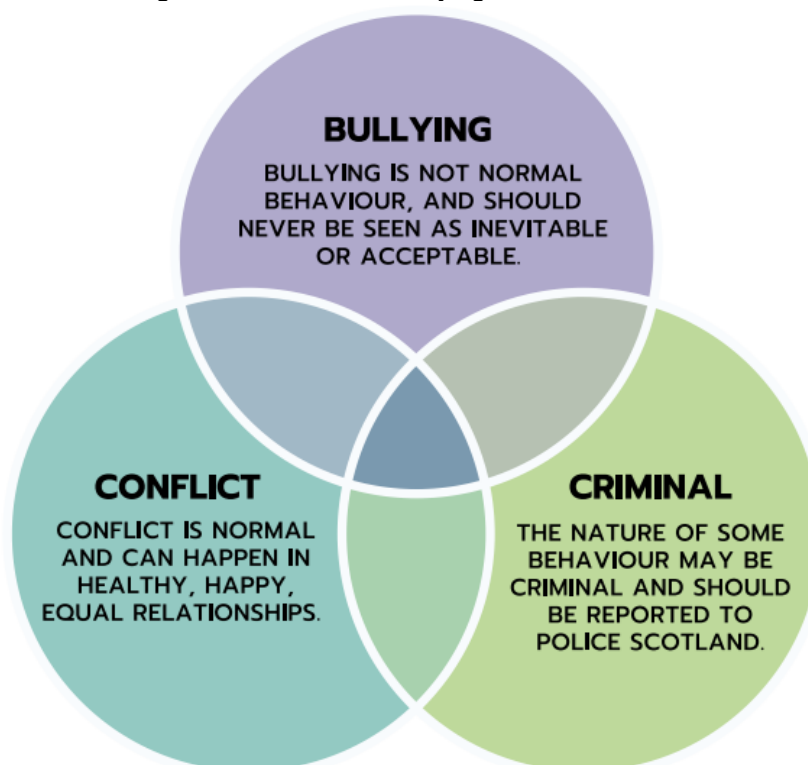 BULLYING
BULLYING IS NOT NORMAL
BEHAVIOUR, AND SHOULD
NEVER BE SEEN AS INEVITABLE
OR ACCEPTABLE.
CONFLICT
CONFLICT IS NORMAL
AND CAN HAPPEN IN
HEALTHY, HAPPY,
EQUAL RELATIONSHIPS.
CRIMINAL
THE NATURE OF SOME
BEHAVIOUR MAY BE
CRIMINAL AND SHOULD
BE REPORTED TO
POLICE SCOTLAND.